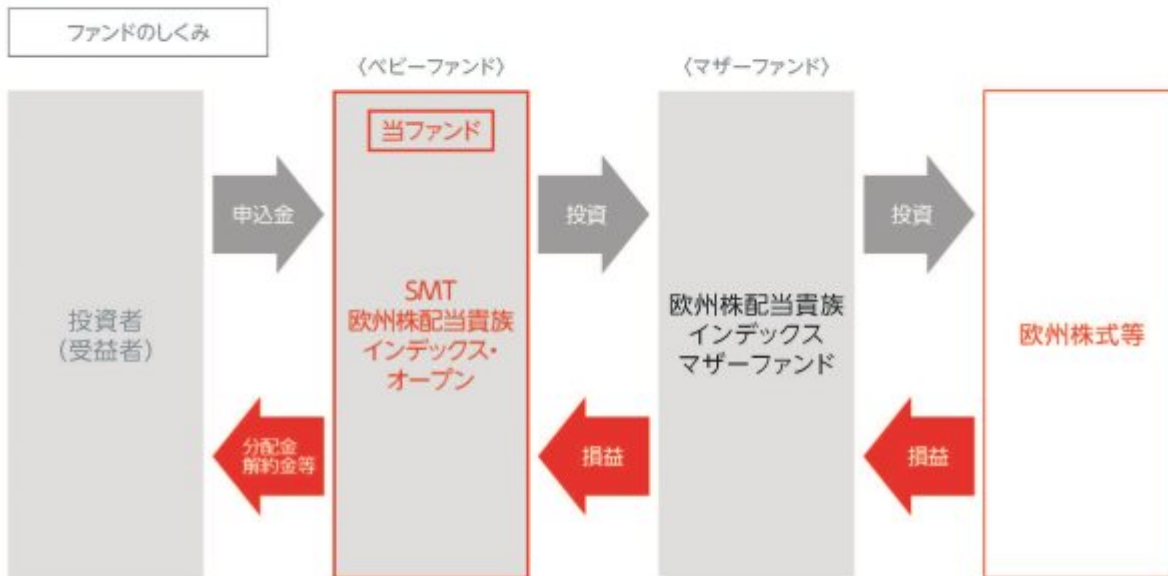 ファンドのしくみ
〈ベビーファンド〉
〈マザーファンド〉
投資者
(受益者)
申込金
分配金
解約金等
当ファンド
SMT
欧州株配当貴族
インデックス・
オープン
投資
損益
欧州株配当貴族
インデックス
マザーファンド
投資
損益
欧州株式等